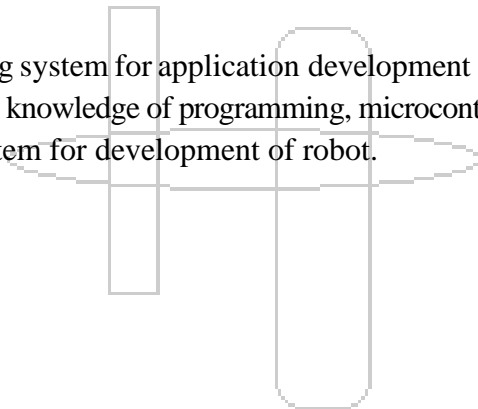 g system for application development
knowledge of programming, microcont
tem for development of robot.